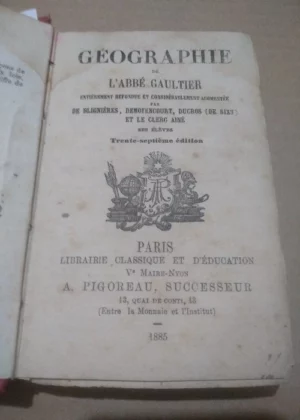 GÉOGRAPHIE
DE
L'ABBÉ GAULTIER
ENTIÈREMENT REFONDUE ET CONSIDÉRABLEMENT AUGMENTÉE
PAR
DE BLIGNIÈRES, DEMOYENCOURT, DUCROS (DE SIXT)
ET LE CLERC AINÉ
SES ÉLÈVES
Trente-septième édition
PARIS
LIBRAIRIE CLASSIQUE ET D'ÉDUCATION
Ve MAIRE-NYON
A. PIGOREAU, SUCCESSEUR
13, QUAI DE CONTI, 13
(Entre la Monnaie et l'Institut)
1885